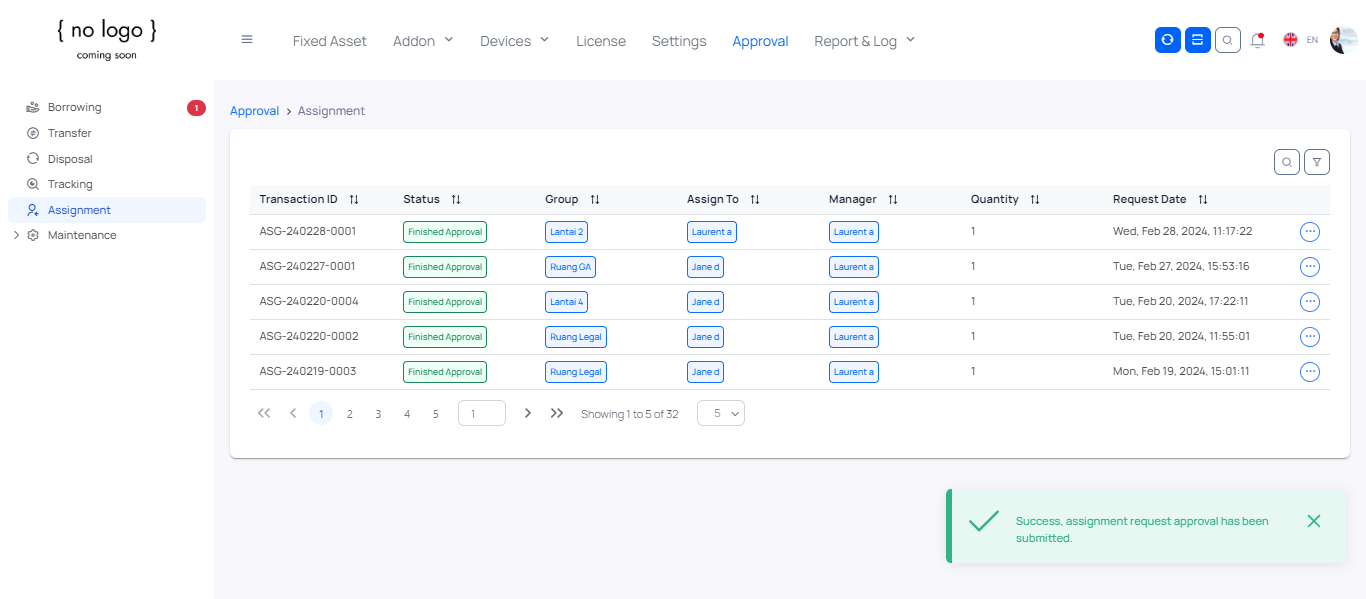 { no logo }
coming soon
Fixed Asset Addon Devices License Settings Approval Report & Log EN
Borrowing 1
Transfer
Disposal
Tracking
Assignment
Maintenance
Approval > Assignment
Transaction ID Status Group Assign To Manager Quantity Request Date
ASG-240228-0001 Finished Approval Lantai 2 Laurent a Laurent a 1 Wed, Feb 28, 2024, 11:17:22
ASG-240227-0001 Finished Approval Ruang GA Jane d Laurent a 1 Tue, Feb 27, 2024, 15:53:16
ASG-240220-0004 Finished Approval Lantai 4 Jane d Laurent a 1 Tue, Feb 20, 2024, 17:22:11
ASG-240220-0002 Finished Approval Ruang Legal Jane d Laurent a 1 Tue, Feb 20, 2024, 11:55:01
ASG-240219-0003 Finished Approval Ruang Legal Jane d Laurent a 1 Mon, Feb 19, 2024, 15:01:11
1 2 3 4 5 1 Showing 1 to 5 of 32 5
Success, assignment request approval has been
submitted.